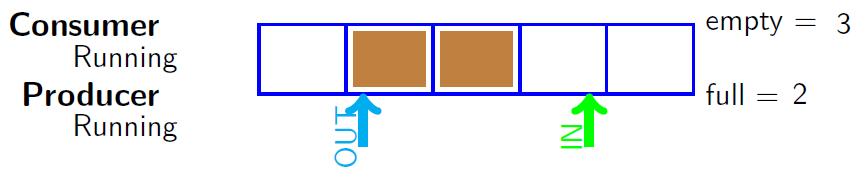 Consumer
Running
Producer
Running
empty = 3
full = 2
OUT
IN